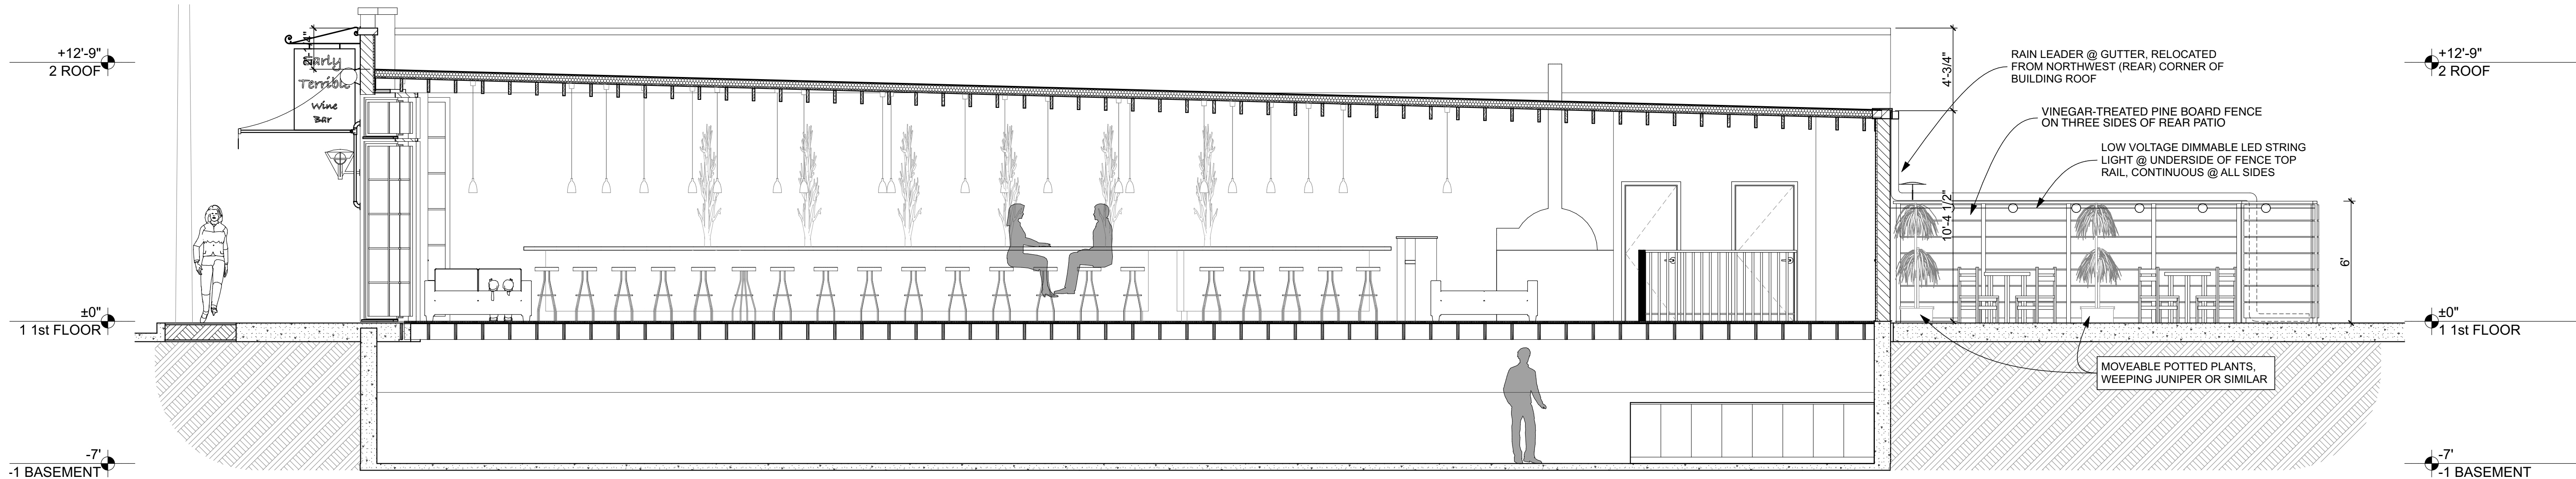 +12'-9"
2 ROOF
±0"
1 1st FLOOR
-7'
-1 BASEMENT
Early
Terrible
Wine
Bar
4'-3/4"
10'-4 1/2"
RAIN LEADER @ GUTTER, RELOCATED
FROM NORTHWEST (REAR) CORNER OF
BUILDING ROOF
VINEGAR-TREATED PINE BOARD FENCE
ON THREE SIDES OF REAR PATIO
LOW VOLTAGE DIMMABLE LED STRING
LIGHT @ UNDERSIDE OF FENCE TOP
RAIL, CONTINUOUS @ ALL SIDES
6'
MOVEABLE POTTED PLANTS,
WEEPING JUNIPER OR SIMILAR
+12'-9"
2 ROOF
±0"
1 1st FLOOR
-7'
-1 BASEMENT